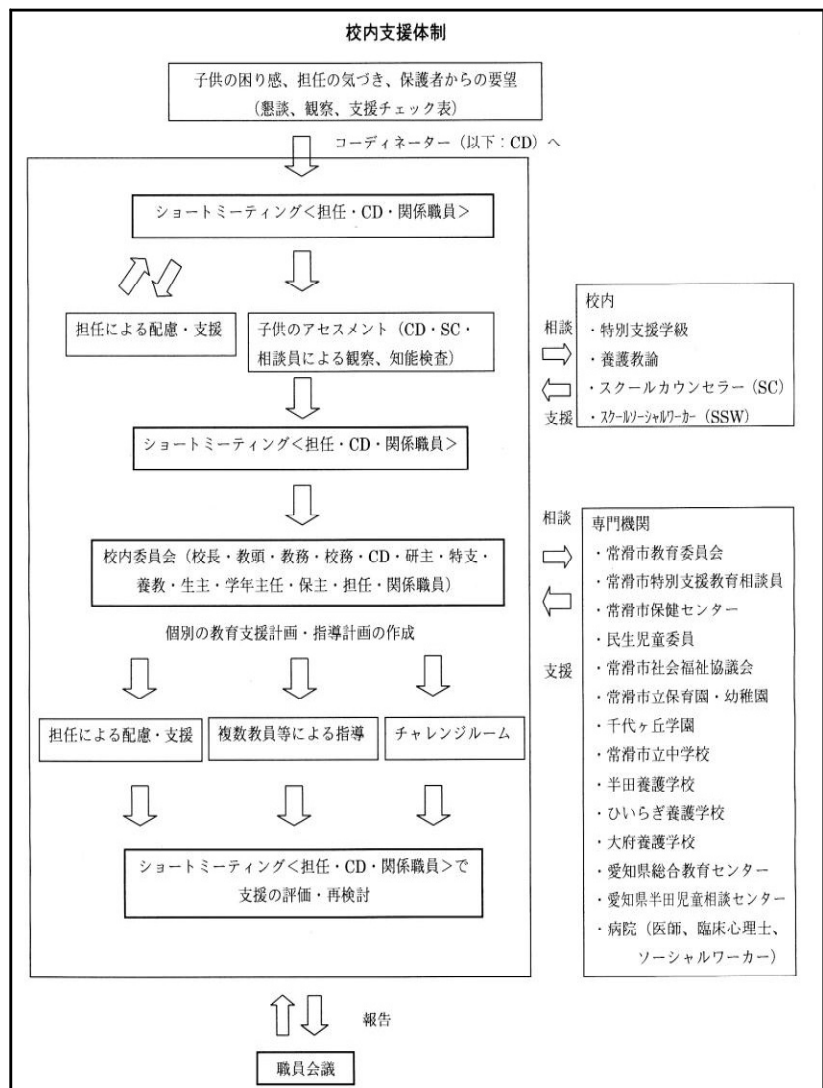 校内支援体制
子供の困り感、担任の気づき、保護者からの要望
(懇談、観察、支援チェック表)
コーディネーター(以下:CD)へ
ショートミーティング<担任・CD・関係職員>
担任による配慮・支援
子供のアセスメント(CD・SC・
相談員による観察、知能検査)
ショートミーティング<担任・CD・関係職員>
校内委員会(校長・教頭・教務・校務・CD・研主・特支・
養教・生主・学年主任・保主・担任・関係職員)
個別の教育支援計画・指導計画の作成
担任による配慮・支援
複数教員等による指導
チャレンジルーム
ショートミーティング<担任・CD・関係職員>で
支援の評価・再検討
報告
職員会議
相談
支援
校内
・特別支援学級
・養護教諭
・スクールカウンセラー(SC)
・スクールソーシャルワーカー(SSW)
相談
支援
専門機関
・常滑市教育委員会
・常滑市特別支援教育相談員
・常滑市保健センター
・民生児童委員
・常滑市社会福祉協議会
・常滑市立保育園・幼稚園
・千代ヶ丘学園
・常滑市立中学校
・半田養護学校
・ひいらぎ養護学校
・大府養護学校
・愛知県総合教育センター
・愛知県半田児童相談センター
・病院(医師、臨床心理士、
ソーシャルワーカー)